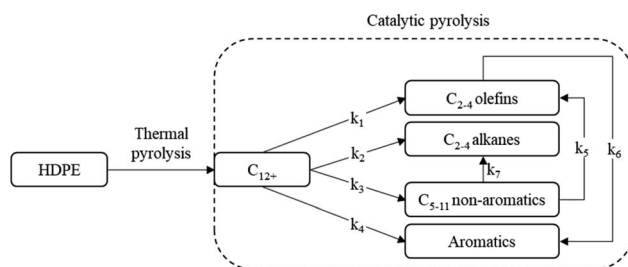 Catalytic pyrolysis
C₂₋₄ olefins
k₁
Thermal
pyrolysis
C₂₋₄ alkanes
k₂
k₅
k₆
HDPE
C₁₂₊
k₇
k₃
C₅₋₁₁ non-aromatics
k₄
Aromatics